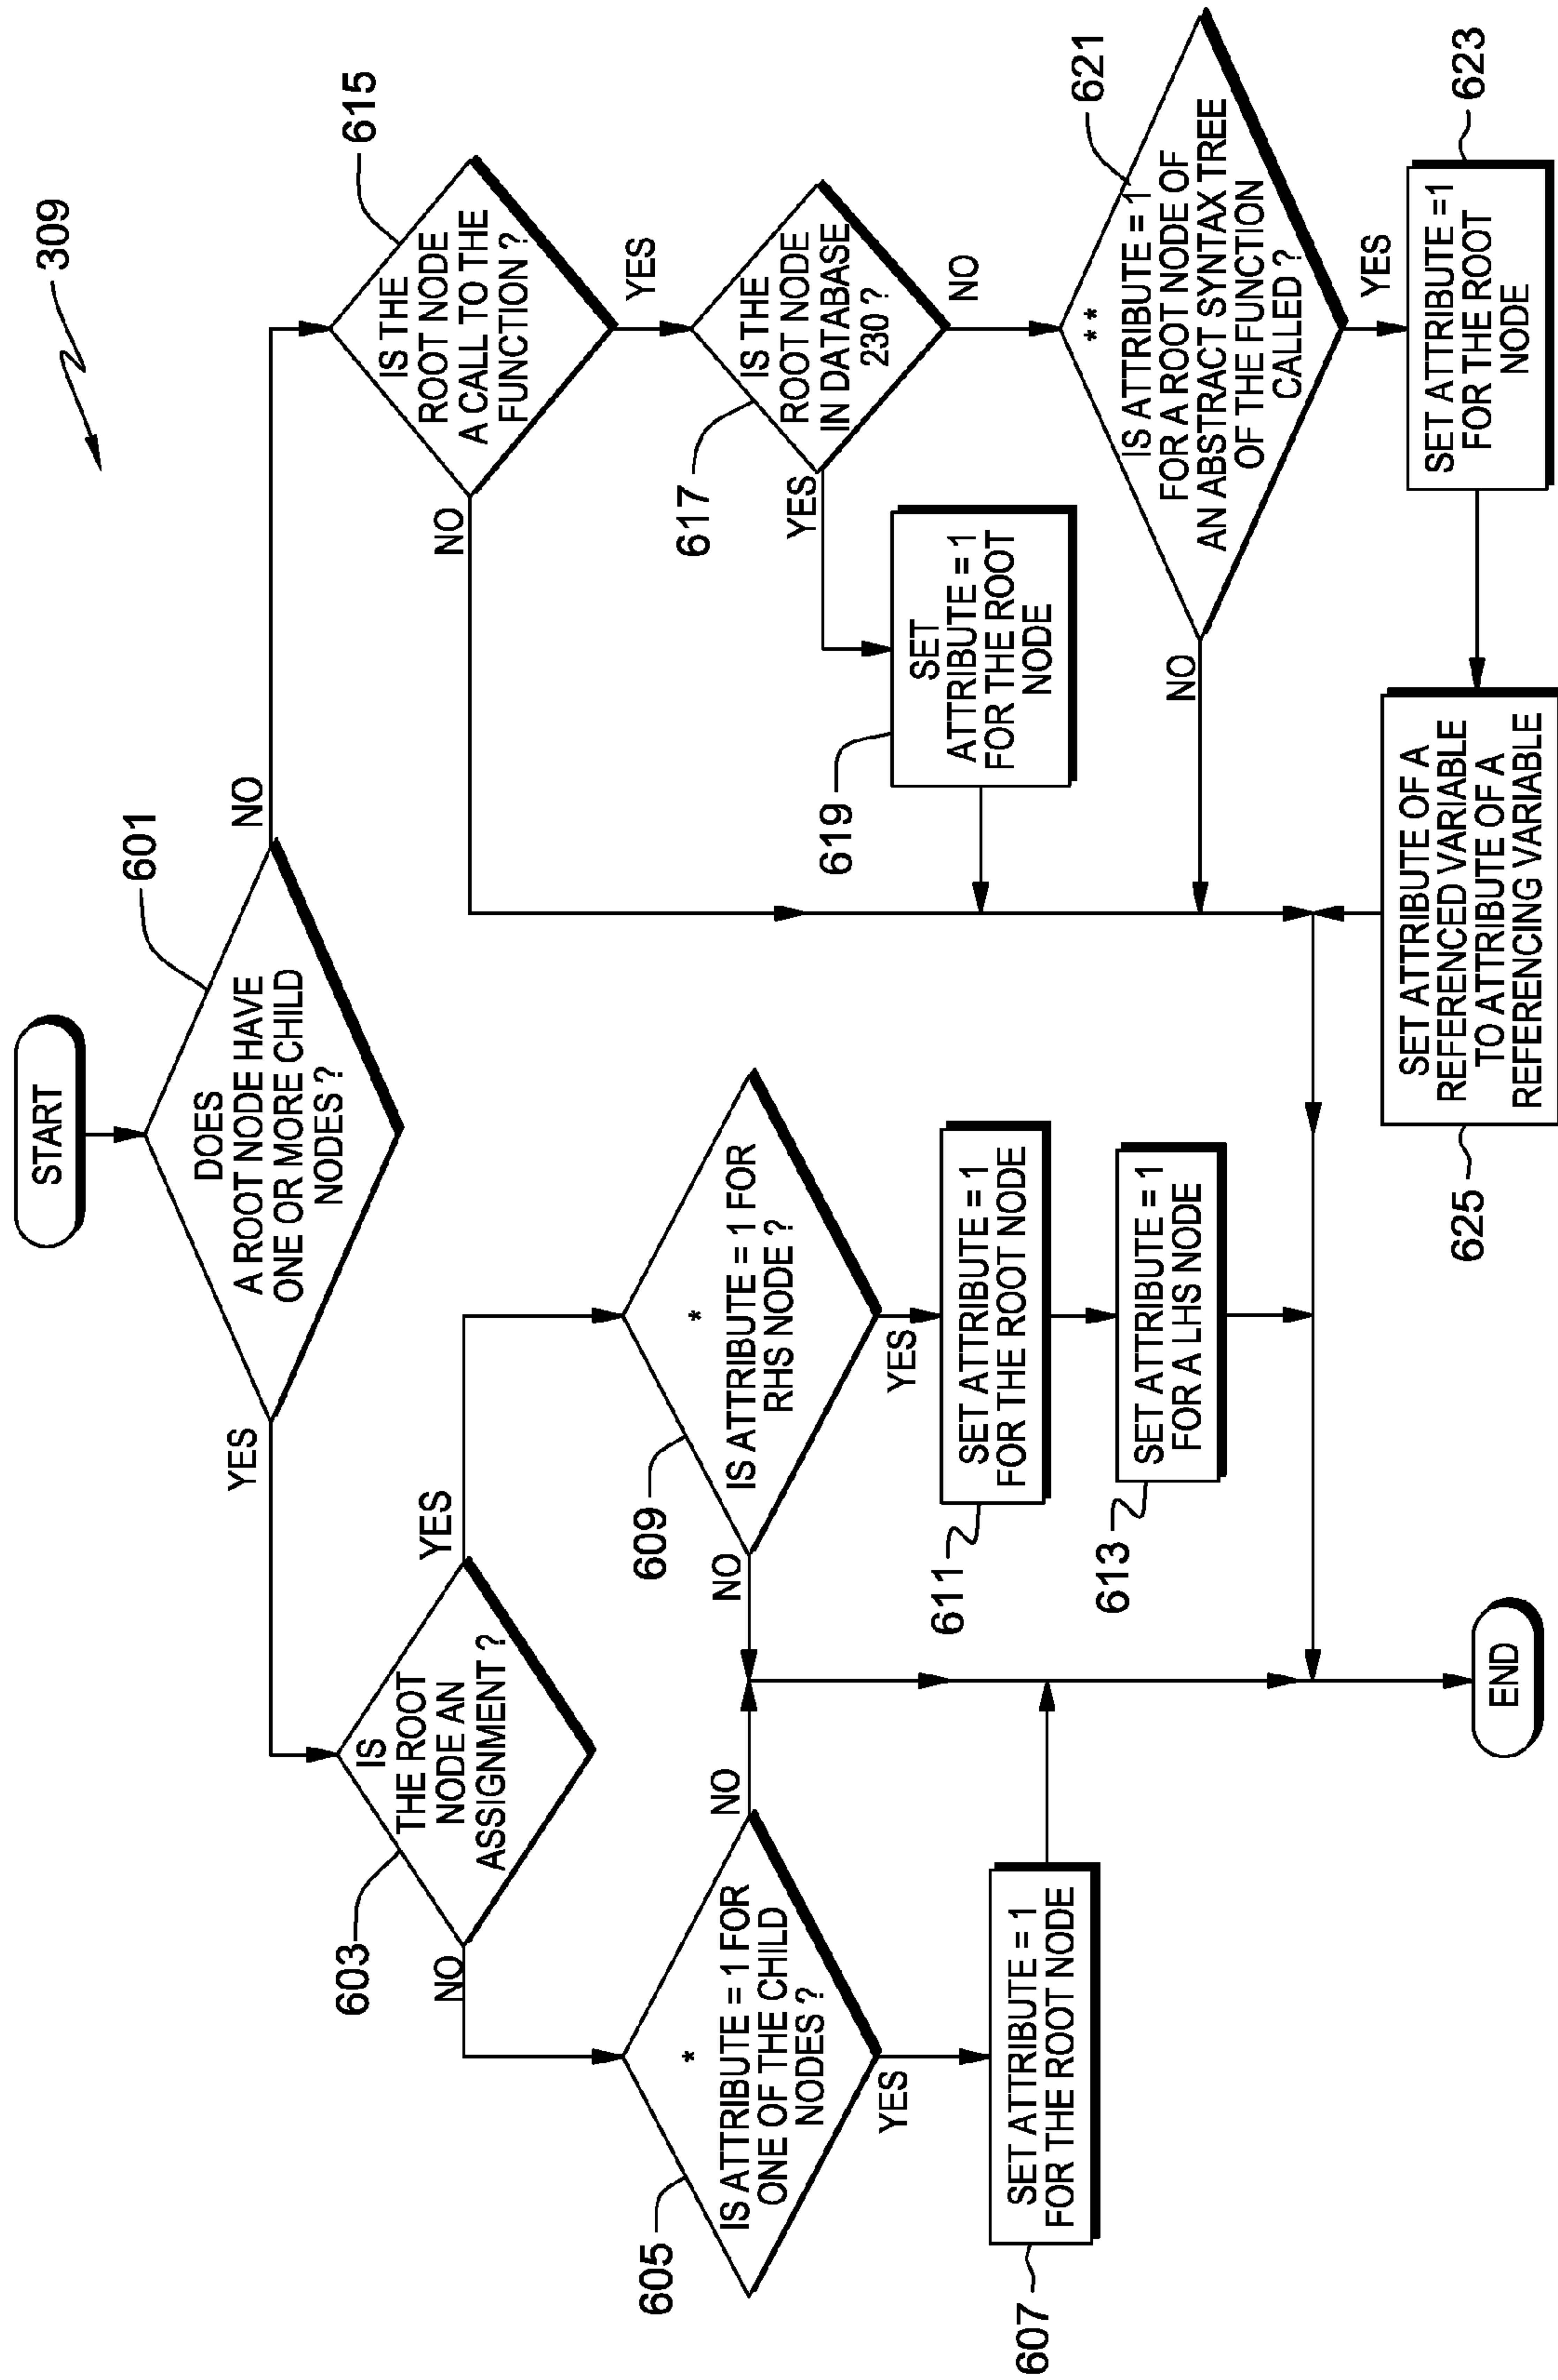 309
START
601
DOES
A ROOT NODE HAVE
ONE OR MORE CHILD
NODES ?
YES
NO
603
IS
THE ROOT
NODE AN
ASSIGNMENT ?
NO
YES
615
IS THE
ROOT NODE
A CALL TO THE
FUNCTION ?
NO
YES
605
*
IS ATTRIBUTE = 1 FOR
ONE OF THE CHILD
NODES ?
NO
YES
609
*
IS ATTRIBUTE = 1 FOR
RHS NODE ?
NO
YES
617
IS THE
ROOT NODE
IN DATABASE
230 ?
YES
NO
607
SET ATTRIBUTE = 1
FOR THE ROOT NODE
611
SET ATTRIBUTE = 1
FOR THE ROOT NODE
613
SET ATTRIBUTE = 1
FOR A LHS NODE
619
SET
ATTRIBUTE = 1
FOR THE ROOT
NODE
621
* *
IS ATTRIBUTE = 1
FOR A ROOT NODE OF
AN ABSTRACT SYNTAX TREE
OF THE FUNCTION
CALLED ?
NO
YES
623
SET ATTRIBUTE =1
FOR THE ROOT
NODE
625
SET ATTRIBUTE OF A
REFERENCED VARIABLE
TO ATTRIBUTE OF A
REFERENCING VARIABLE
END